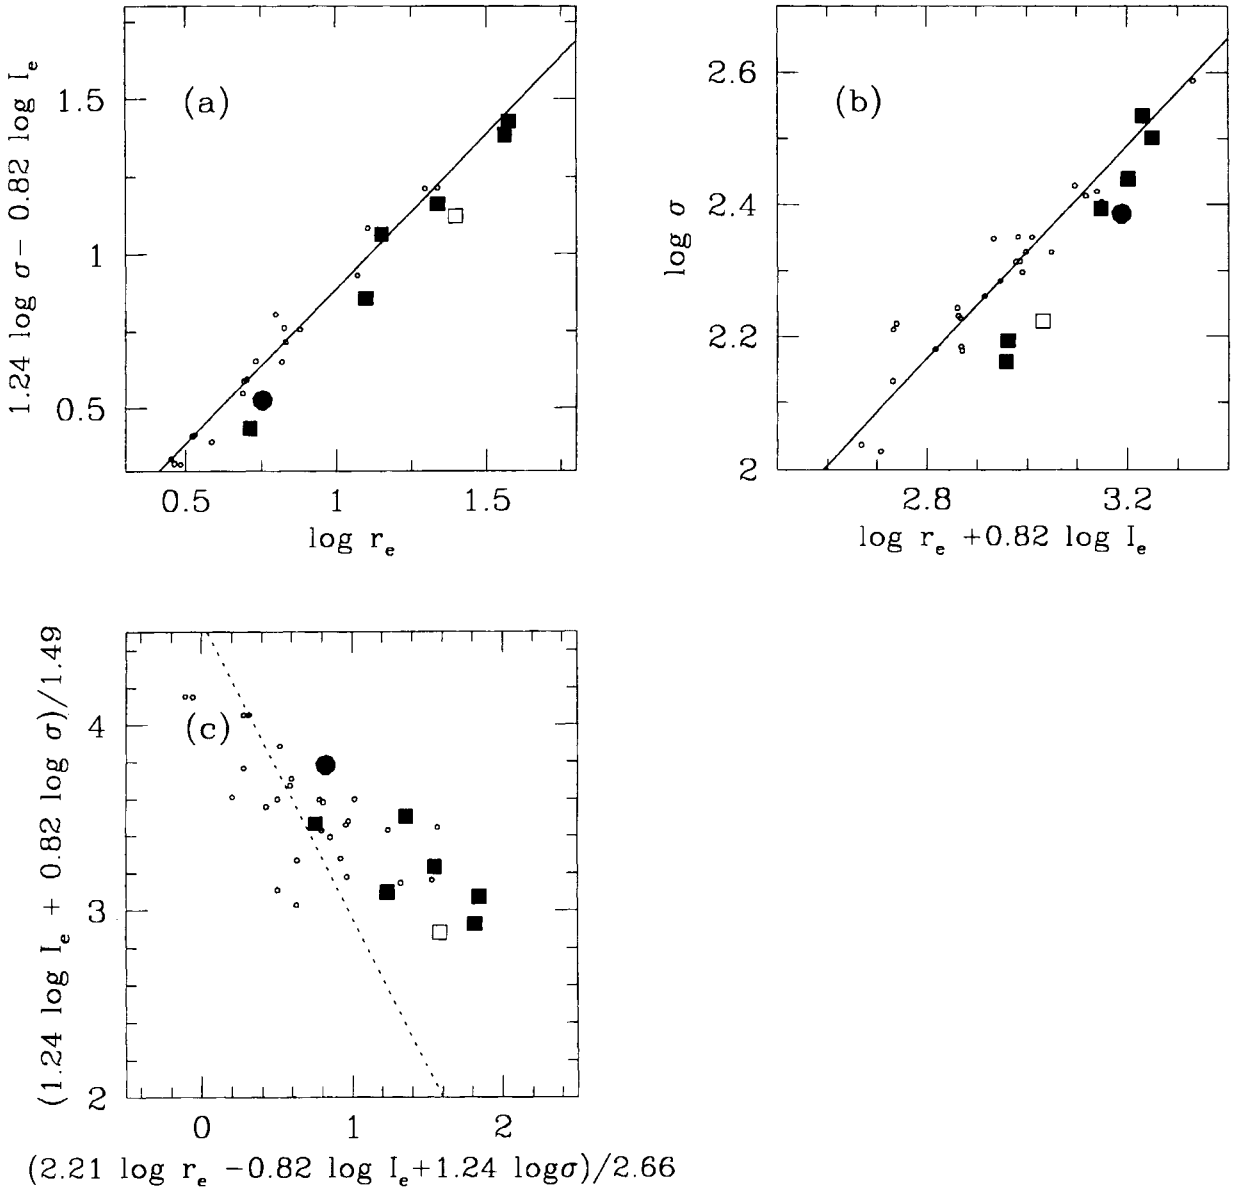 1.24 log σ - 0.82 log I_e
(a)
1.5
1
0.5
0.5 1 1.5
log r_e
log σ
(b)
2.6
2.4
2.2
2
2.8 3.2
log r_e +0.82 log I_e
(1.24 log I_e + 0.82 log σ)/1.49
(c)
4
3
2
0 1 2
(2.21 log r_e -0.82 log I_e+1.24 logσ)/2.66